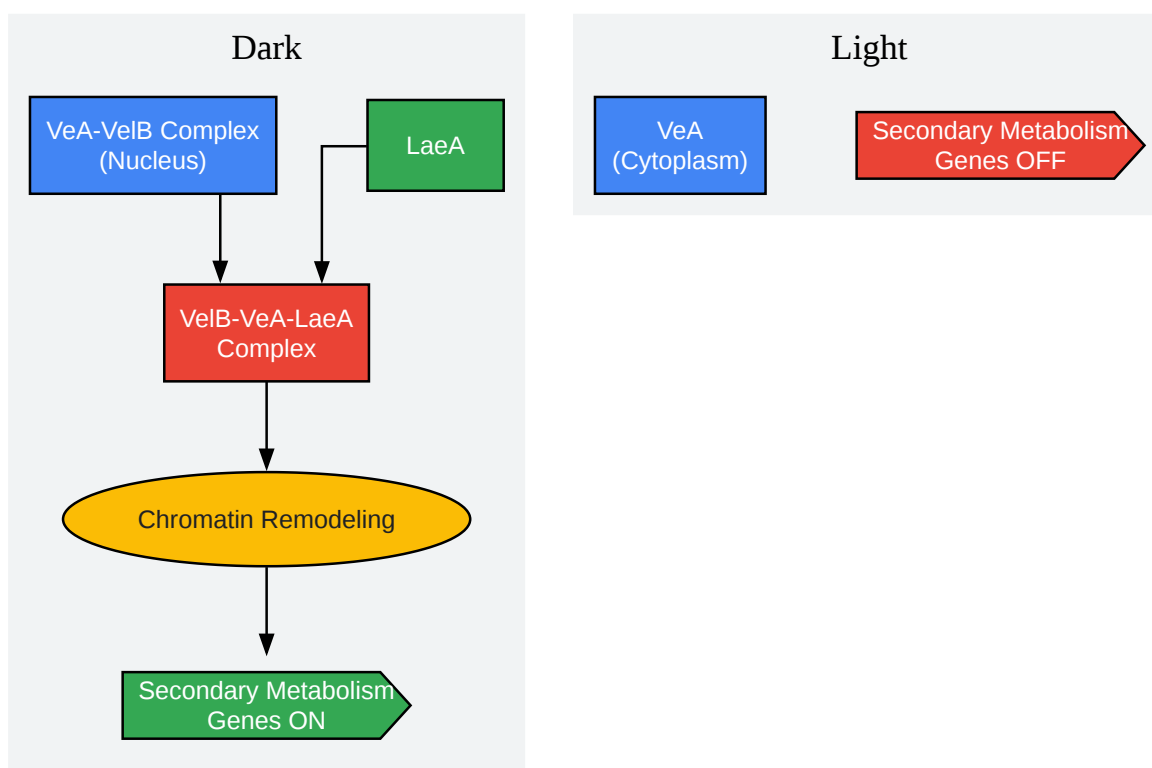 Dark
VeA-VelB Complex
(Nucleus)
LaeA
VelB-VeA-LaeA
Complex
Chromatin Remodeling
Secondary Metabolism
Genes ON
Light
VeA
(Cytoplasm)
Secondary Metabolism
Genes OFF